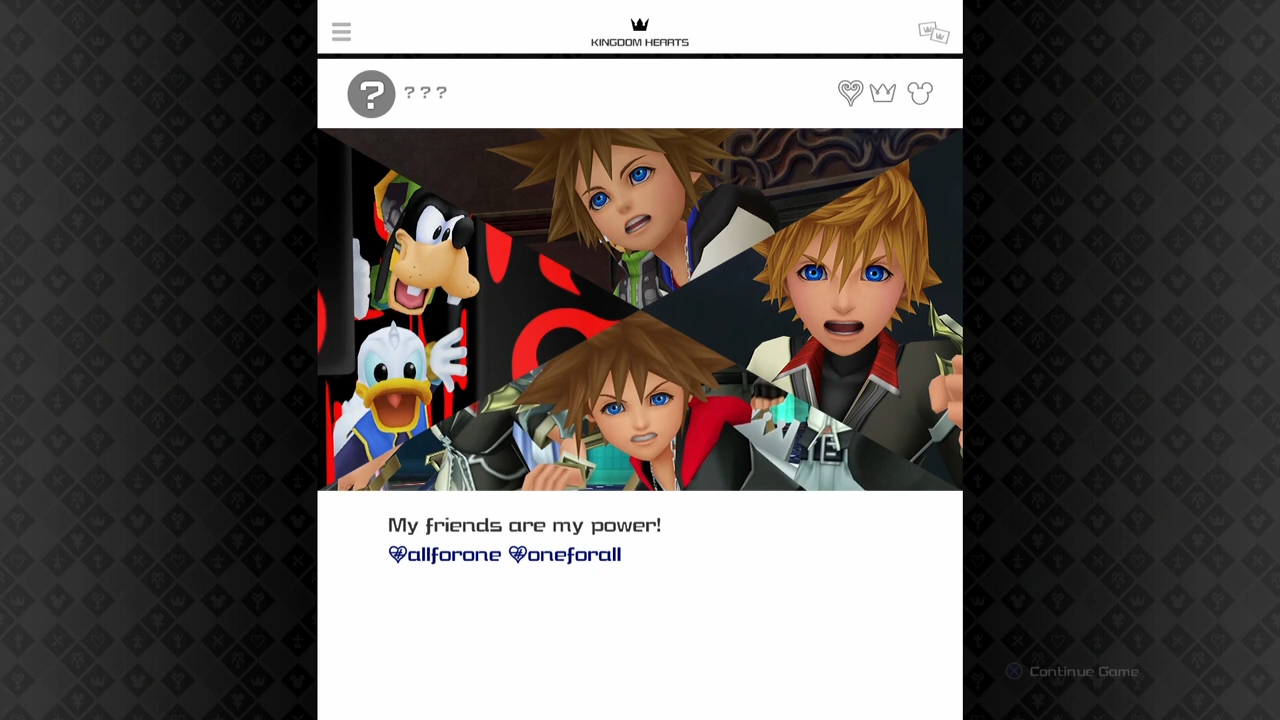 KINGDOM HEARTS
?
? ? ?
My friends are my power!
#allforone #oneforall
Continue Game